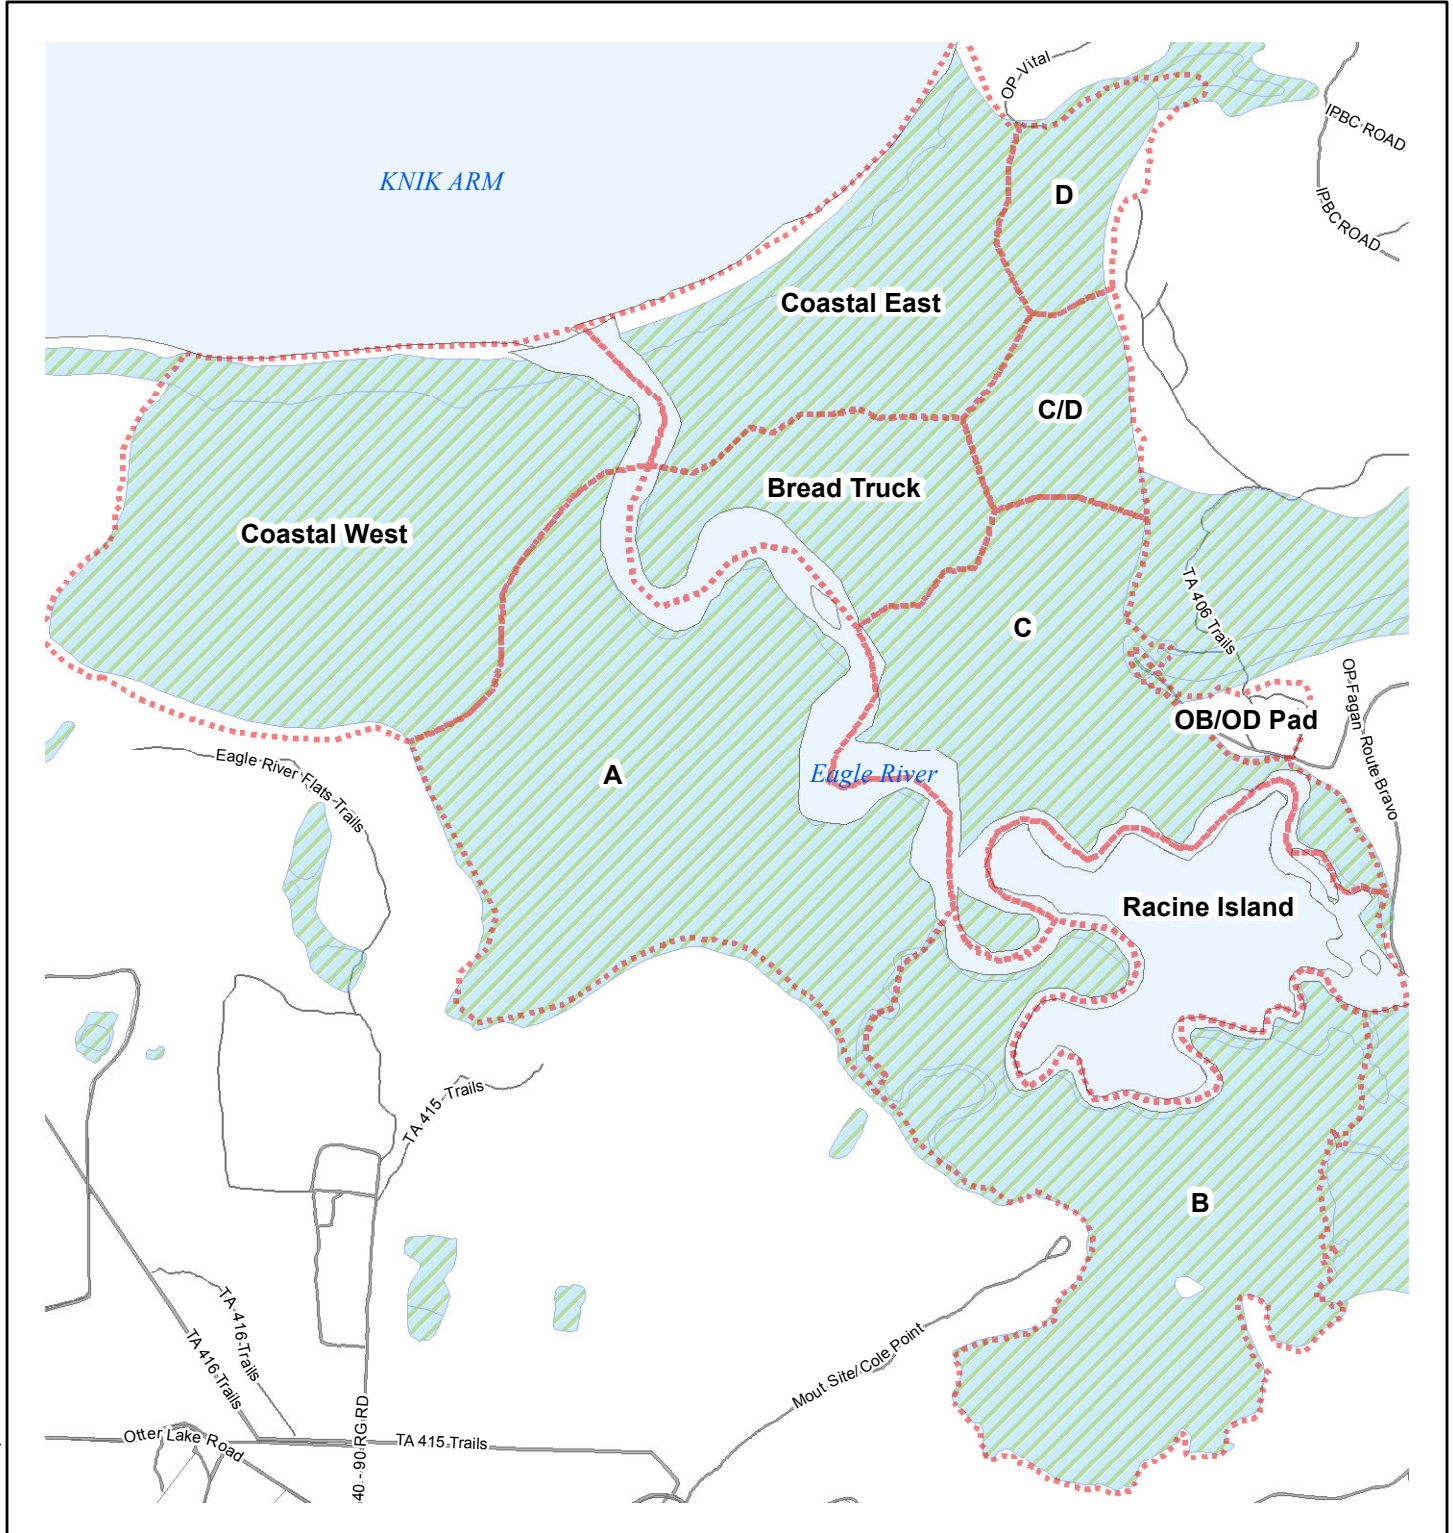 OP-Vital
IPBC ROAD
KNIK ARM
D
IPBC ROAD
Coastal East
C/D
Bread Truck
Coastal West
TA 406 Trails
C
OP-Fagan
OB/OD Pad
Route Bravo
Eagle River Flats Trails
A
Eagle River
Racine Island
TA 415 Trails
B
TA 416 Trails
TA 416 Trails
Mout Site/ Cole Point
40 - 90 RG RD
Otter Lake Road
TA 415 Trails